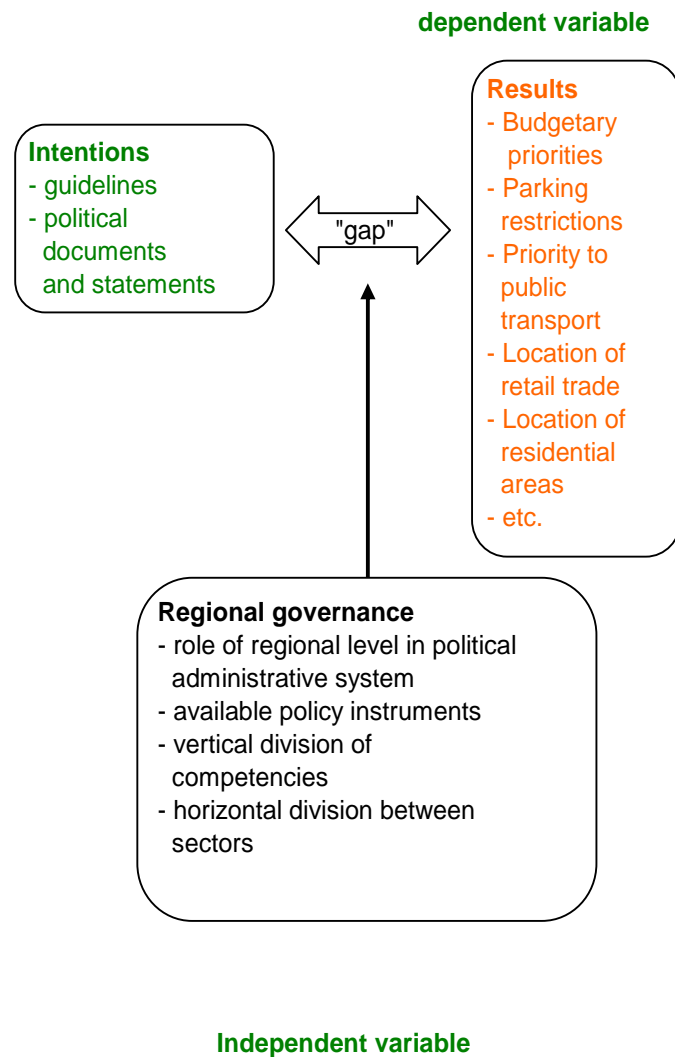 dependent variable
Intentions
- guidelines
- political
documents
and statements
"gap"
Results
- Budgetary
priorities
- Parking
restrictions
- Priority to
public
transport
- Location of
retail trade
- Location of
residential
areas
- etc.
Regional governance
- role of regional level in political
administrative system
- available policy instruments
- vertical division of
competencies
- horizontal division between
sectors
Independent variable